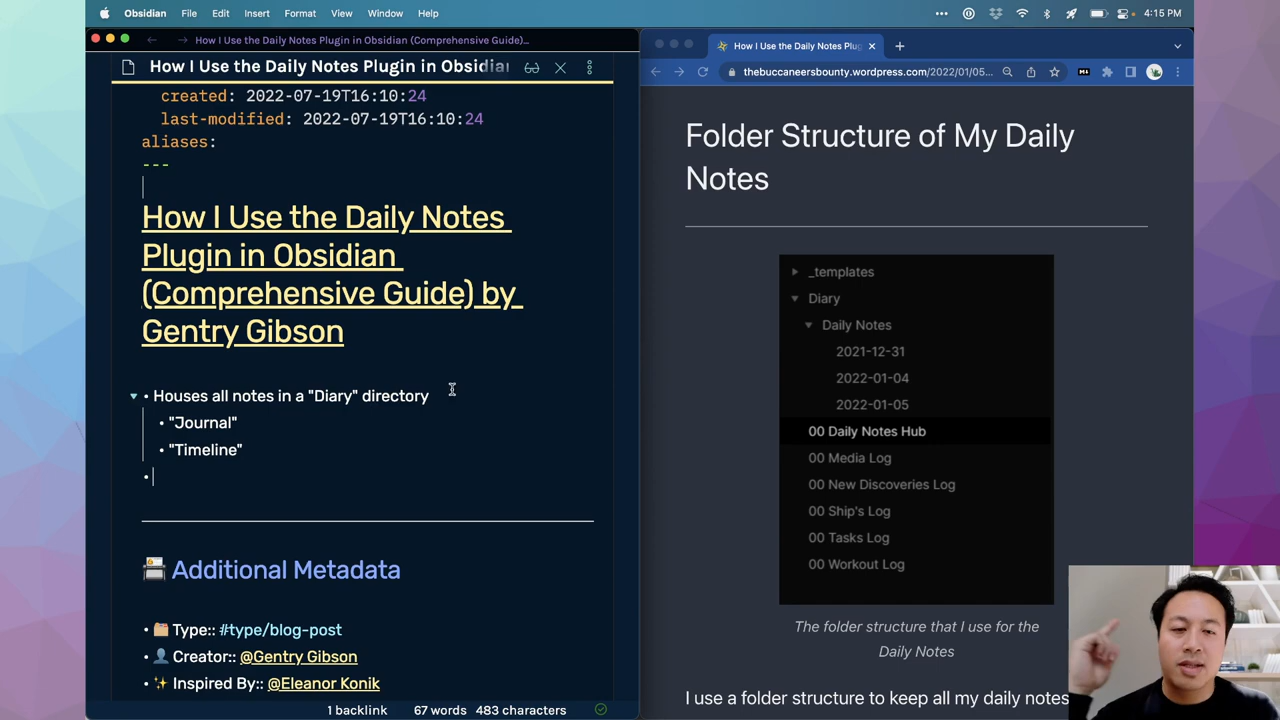 Obsidian File Edit Insert Format View Window Help
4:15 PM
How I Use the Daily Notes Plugin in Obsidian (Comprehensive Guide)...
How I Use the Daily Notes Plugin in Obsidian
created: 2022-07-19T16:10:24
last-modified: 2022-07-19T16:10:24
aliases:
---
How I Use the Daily Notes
Plugin in Obsidian
(Comprehensive Guide) by
Gentry Gibson
• Houses all notes in a "Diary" directory
• "Journal"
• "Timeline"
•
Additional Metadata
• Type:: #type/blog-post
• Creator:: @Gentry Gibson
• Inspired By:: @Eleanor Konik
1 backlink 67 words 483 characters
How I Use the Daily Notes Plug
thebuccaneersbounty.wordpress.com/2022/01/05...
Folder Structure of My Daily
Notes
_templates
Diary
Daily Notes
2021-12-31
2022-01-04
2022-01-05
00 Daily Notes Hub
00 Media Log
00 New Discoveries Log
00 Ship's Log
00 Tasks Log
00 Workout Log
The folder structure that I use for the
Daily Notes
I use a folder structure to keep all my daily notes